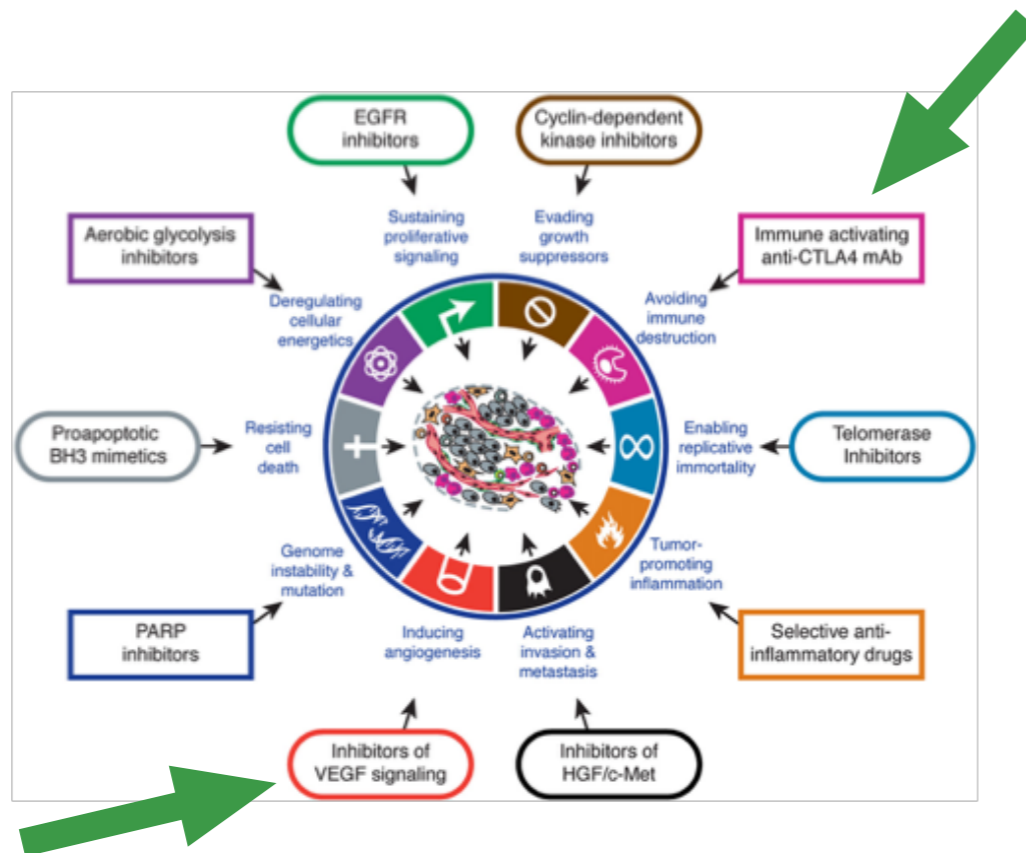 EGFR
inhibitors
Cyclin-dependent
kinase inhibitors
Sustaining
proliferative
signaling
Evading
growth
suppressors
Aerobic glycolysis
inhibitors
Immune activating
anti-CTLA4 mAb
Deregulating
cellular
energetics
Avoiding
immune
destruction
Proapoptotic
BH3 mimetics
Resisting
cell
death
Enabling
replicative
immortality
Telomerase
Inhibitors
Genome
instability &
mutation
Tumor-
promoting
inflammation
PARP
inhibitors
Inducing
angiogenesis
Activating
invasion &
metastasis
Selective anti-
inflammatory drugs
Inhibitors of
VEGF signaling
Inhibitors of
HGF/c-Met